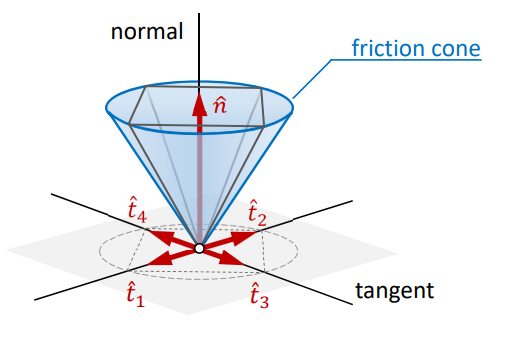 normal
friction cone
n̂
t̂₄
t̂₂
t̂₁
t̂₃
tangent